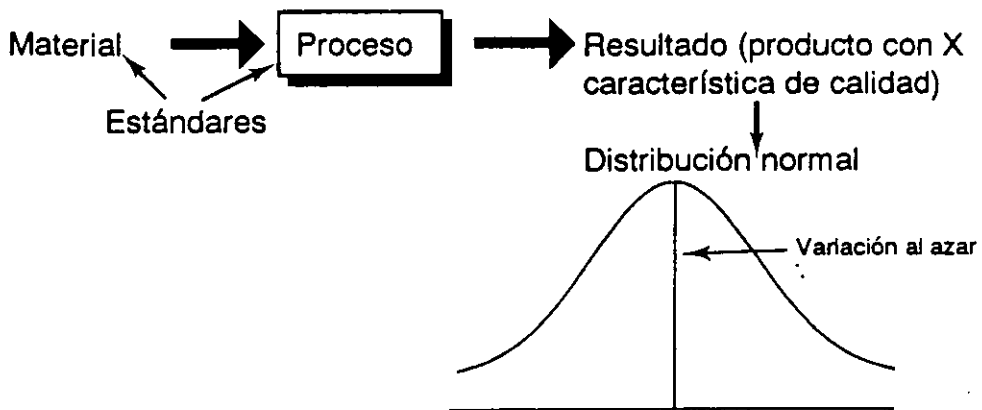 Material
Proceso
Resultado (producto con X
característica de calidad)
Estándares
Distribución normal
Variación al azar